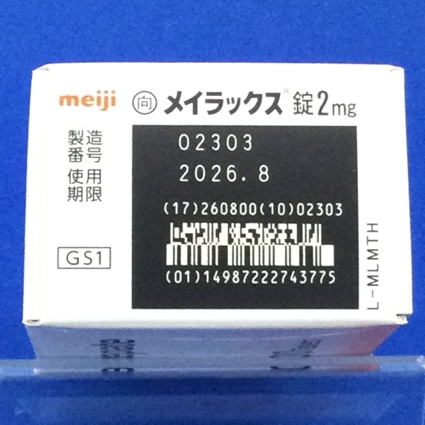 meiji 向 メイラックス®錠2mg
製造番号 02303
使用期限 2026.8
(17)260800(10)02303
GS1
(01)14987222743775
L-MLMTH